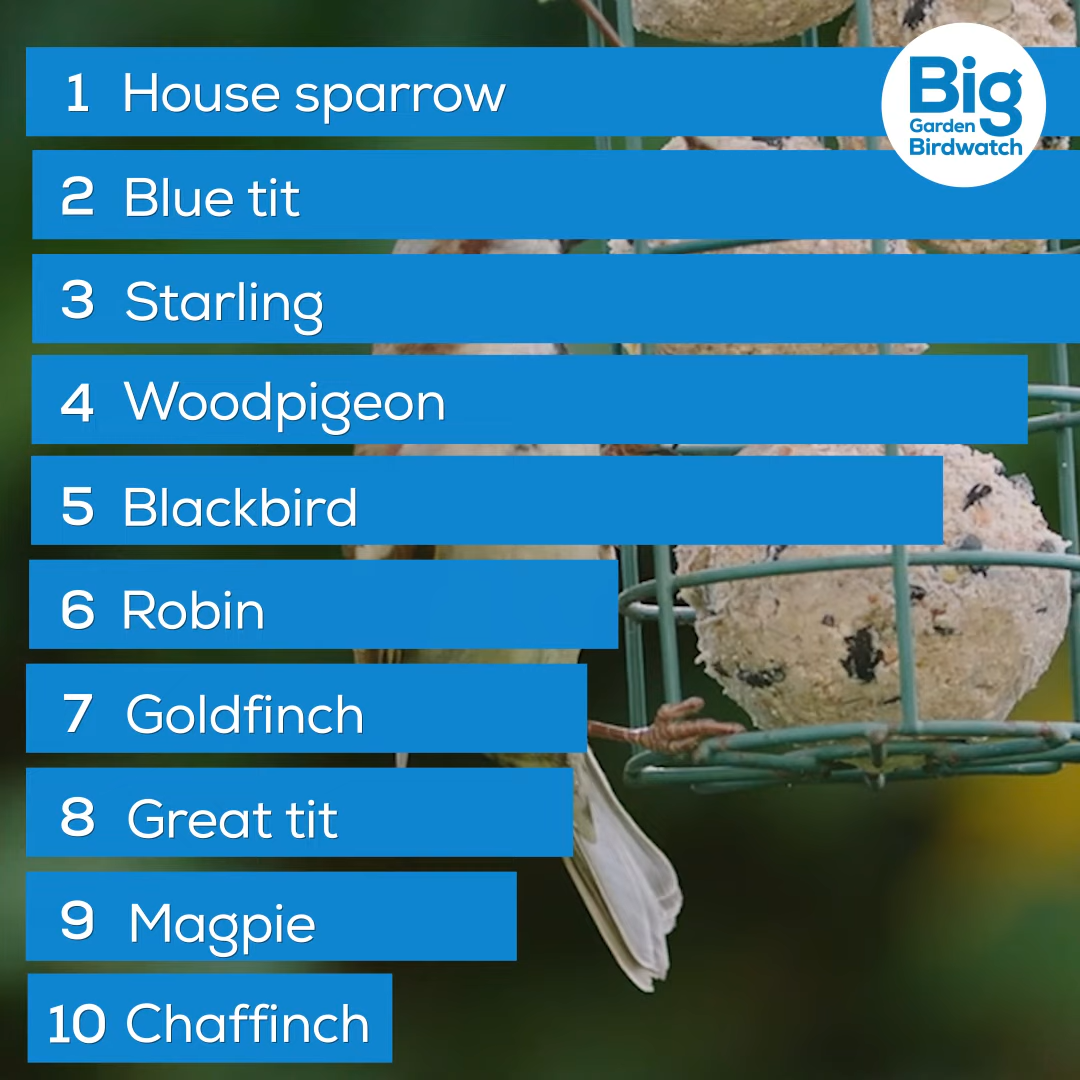 1 House sparrow
Big
Garden
Birdwatch
2 Blue tit
3 Starling
4 Woodpigeon
5 Blackbird
6 Robin
7 Goldfinch
8 Great tit
9 Magpie
10 Chaffinch